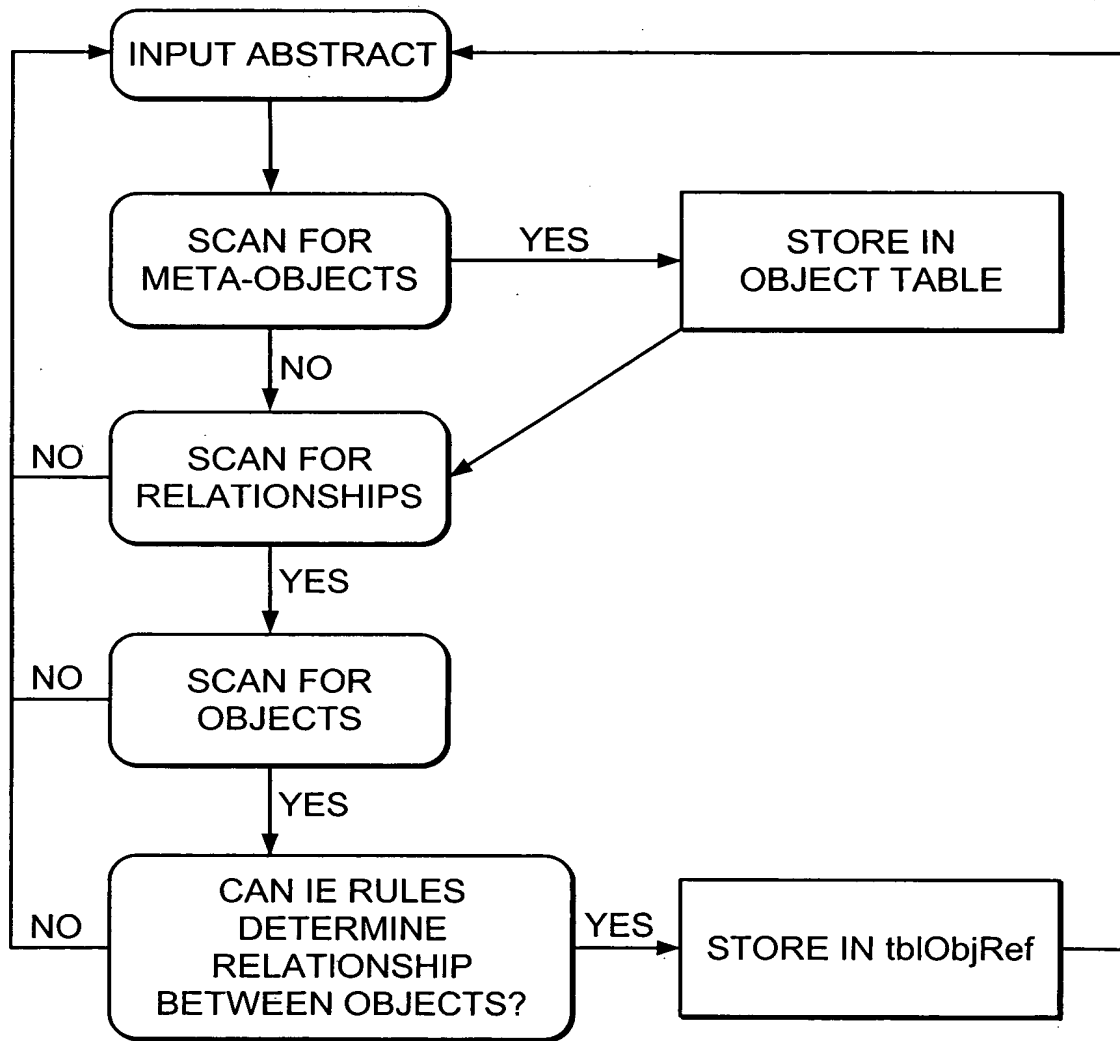 INPUT ABSTRACT
SCAN FOR
META-OBJECTS
YES
STORE IN
OBJECT TABLE
NO
NO
SCAN FOR
RELATIONSHIPS
YES
NO
SCAN FOR
OBJECTS
YES
NO
CAN IE RULES
DETERMINE
RELATIONSHIP
BETWEEN OBJECTS?
YES
STORE IN tblObjRef